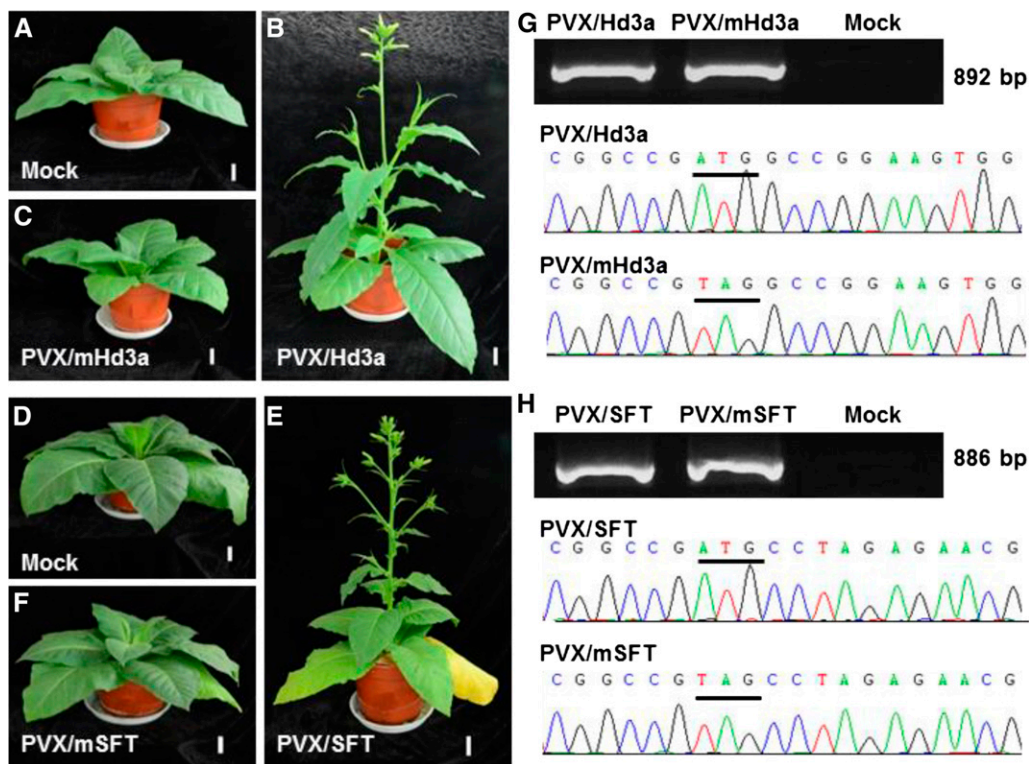 A
Mock
B
PVX/Hd3a
C
PVX/mHd3a
D
Mock
E
PVX/SFT
F
PVX/mSFT
G
PVX/Hd3a PVX/mHd3a Mock
892 bp
PVX/Hd3a
C G G C C G A T G G C C G G A A G T G G
PVX/mHd3a
C G G C C G T A G G C C G G A A G T G G
H
PVX/SFT PVX/mSFT Mock
886 bp
PVX/SFT
C G G C C G A T G C C T A G A G A A C G
PVX/mSFT
C G G C C G T A G C C T A G A G A A C G